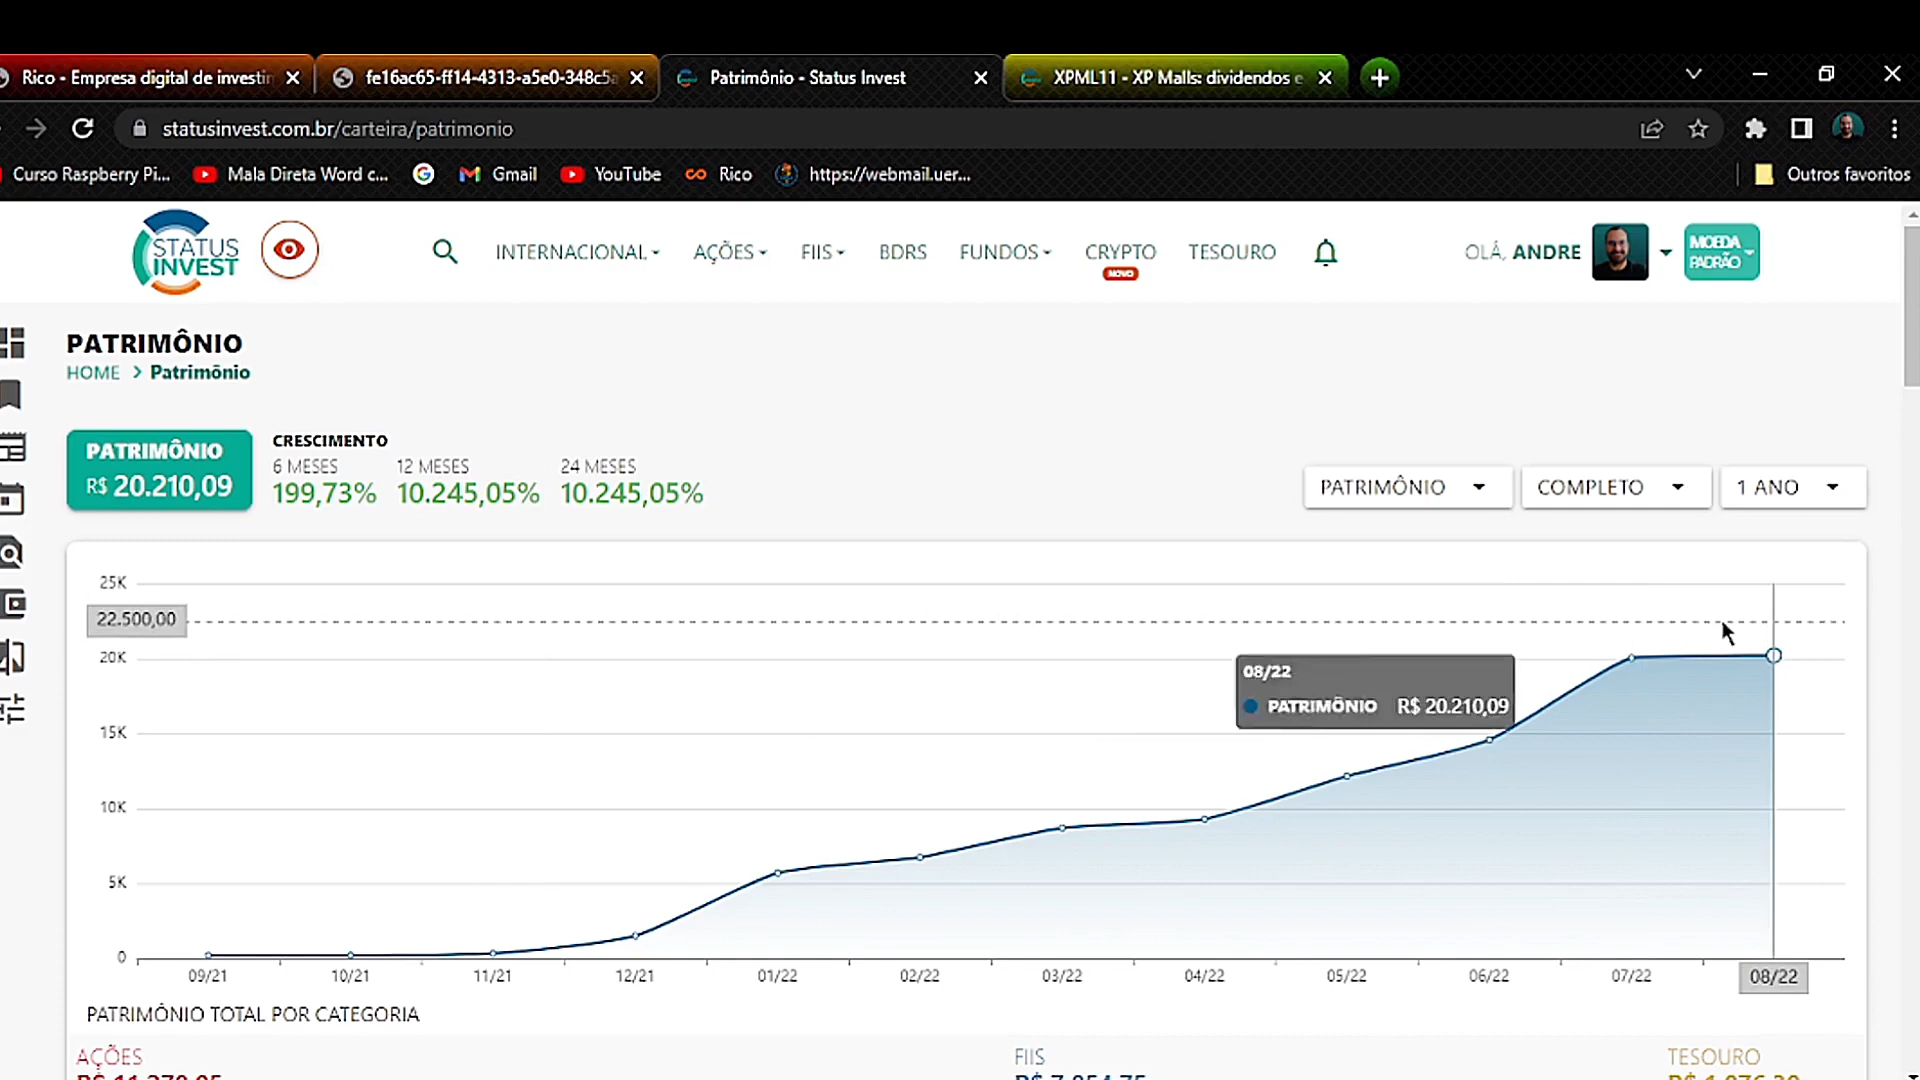 Rico - Empresa digital de investin
fe16ac65-ff14-4313-a5e0-348c5a
Patrimônio - Status Invest
XPML11 - XP Malls: dividendos e
statusinvest.com.br/carteira/patrimonio
Curso Raspberry Pi...
Mala Direta Word c...
Gmail
YouTube
Rico
https://webmail.uer...
Outros favoritos
STATUS
INVEST
INTERNACIONAL
AÇÕES
FIIS
BDRS
FUNDOS
CRYPTO
NOVO
TESOURO
OLÁ, ANDRE
MOEDA
PADRÃO
PATRIMÔNIO
HOME > Patrimônio
PATRIMÔNIO
R$ 20.210,09
CRESCIMENTO
6 MESES 12 MESES 24 MESES
199,73% 10.245,05% 10.245,05%
PATRIMÔNIO
COMPLETO
1 ANO
25K
22.500,00
20K
08/22
PATRIMÔNIO R$ 20.210,09
15K
10K
5K
0
09/21 10/21 11/21 12/21 01/22 02/22 03/22 04/22 05/22 06/22 07/22 08/22
PATRIMÔNIO TOTAL POR CATEGORIA
AÇÕES
FIIS
TESOURO